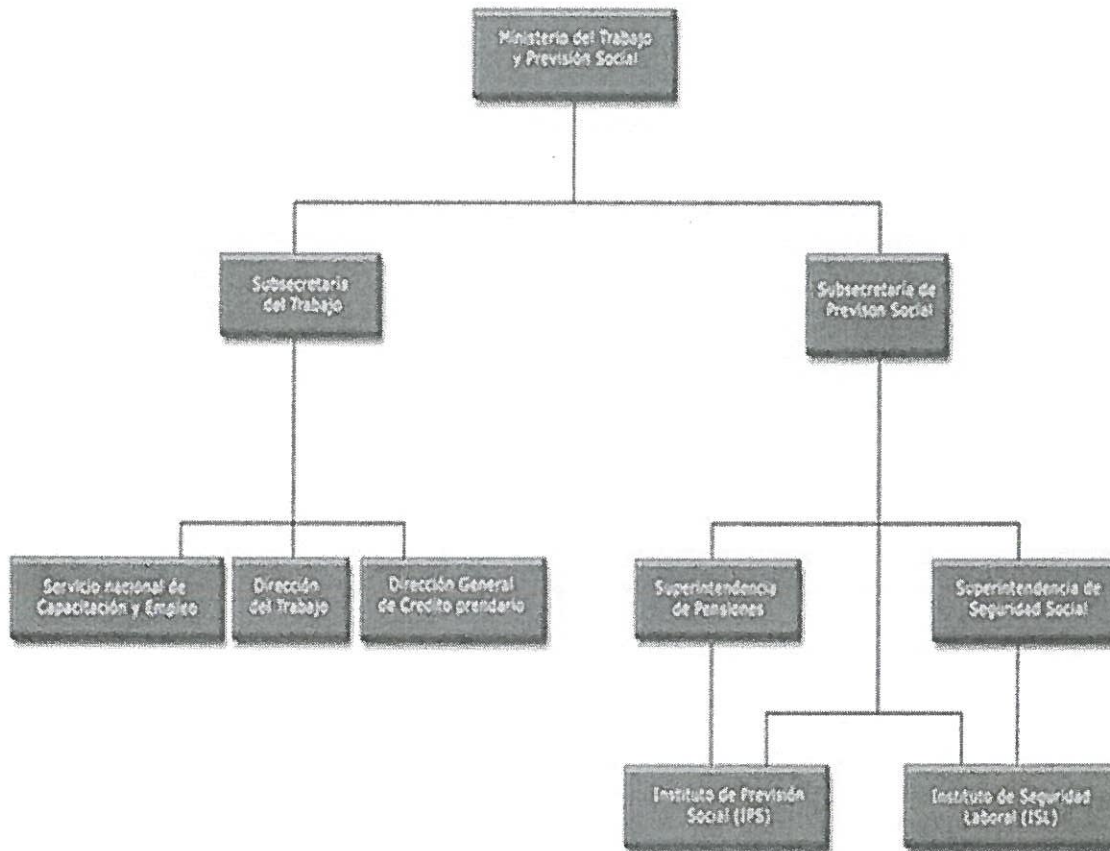 Ministerio del Trabajo
y Previsión Social
Subsecretaría
del Trabajo
Subsecretaría de
Previson Social
Servicio nacional de
Capacitación y Empleo
Dirección
del Trabajo
Dirección General
de Credito prendario
Superintendencia
de Pensiones
Superintendencia de
Seguridad Social
Instituto de Previsión
Social (IPS)
Instituto de Seguridad
Laboral (ISL)